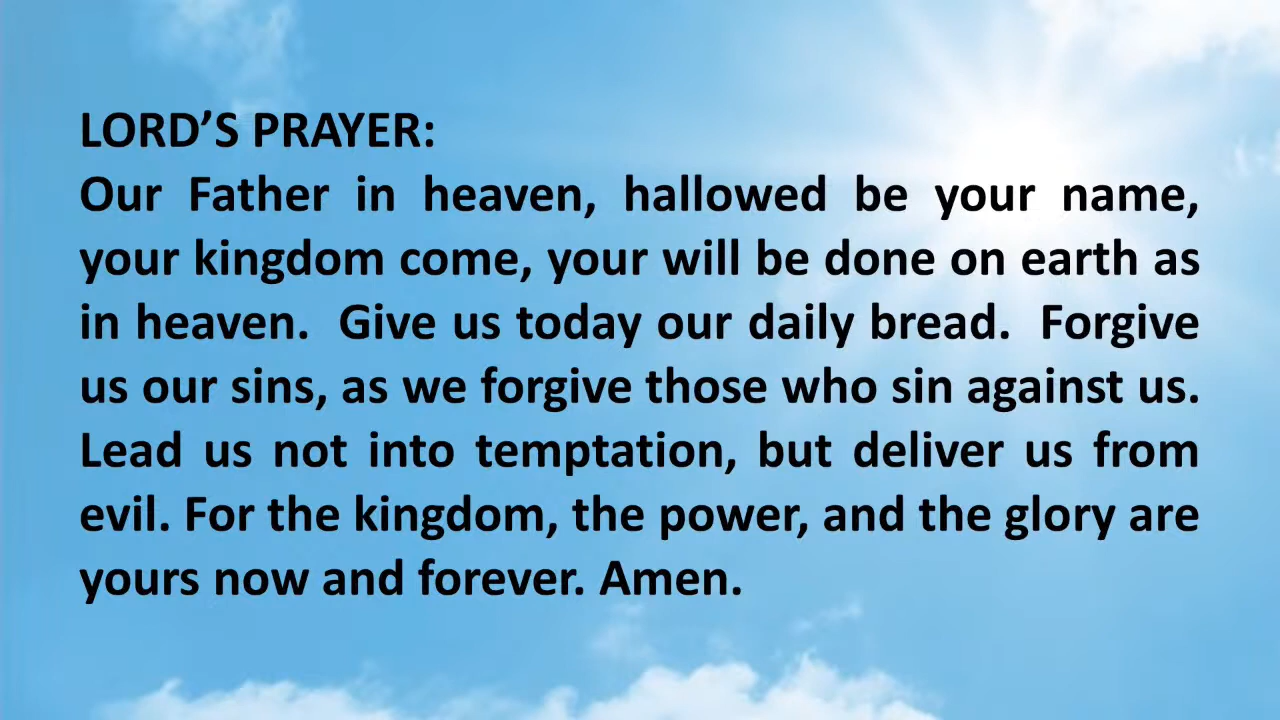 LORD’S PRAYER:
Our Father in heaven, hallowed be your name,
your kingdom come, your will be done on earth as
in heaven.  Give us today our daily bread.  Forgive
us our sins, as we forgive those who sin against us.
Lead us not into temptation, but deliver us from
evil. For the kingdom, the power, and the glory are
yours now and forever. Amen.